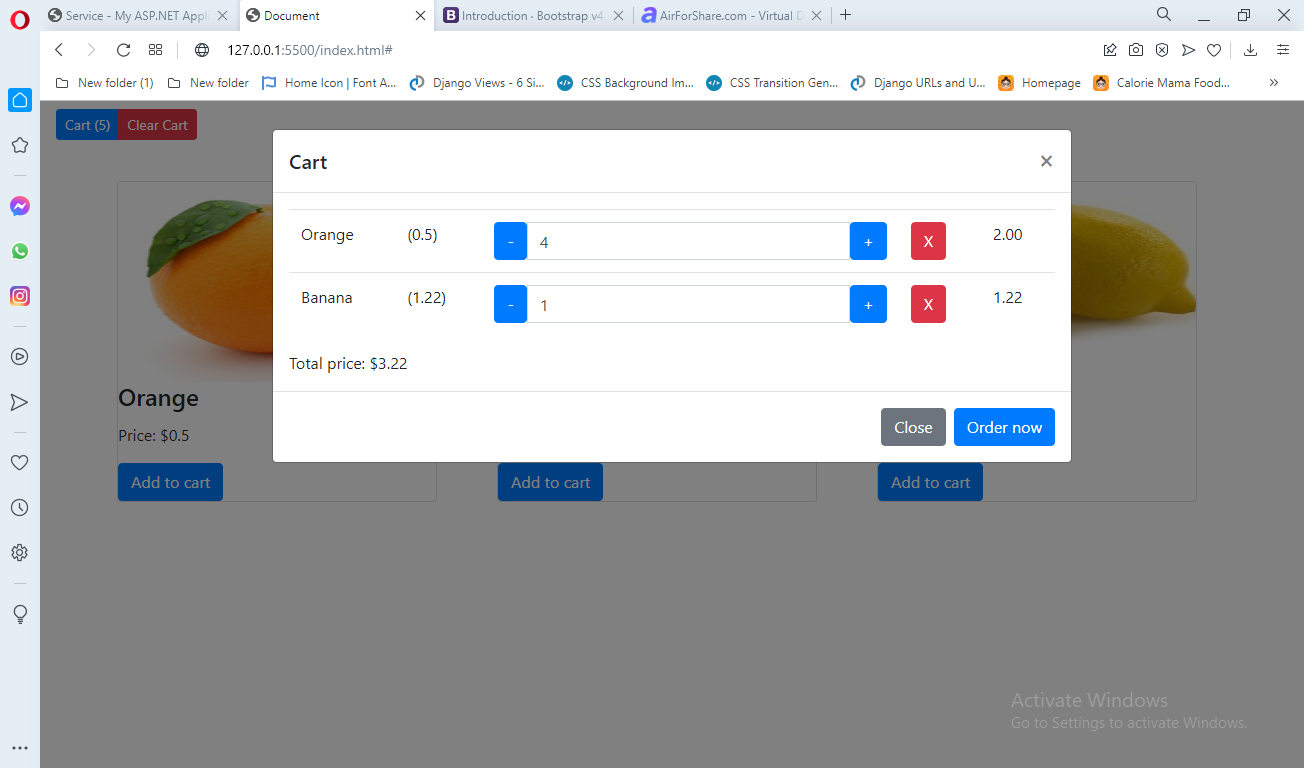 Service - My ASP.NET Appli
Document
Introduction · Bootstrap v4.
AirForShare.com - Virtual D
127.0.0.1:5500/index.html#
New folder (1)
New folder
Home Icon | Font A...
Django Views - 6 Si...
CSS Background Im...
CSS Transition Gen...
Django URLs and U...
Homepage
Calorie Mama Food...
Cart (5)
Clear Cart
Cart
×
Orange (0.5) - 4 + X 2.00
Banana (1.22) - 1 + X 1.22
Total price: $3.22
Close
Order now
Orange
Price: $0.5
Add to cart
Add to cart
Add to cart
Activate Windows
Go to Settings to activate Windows.